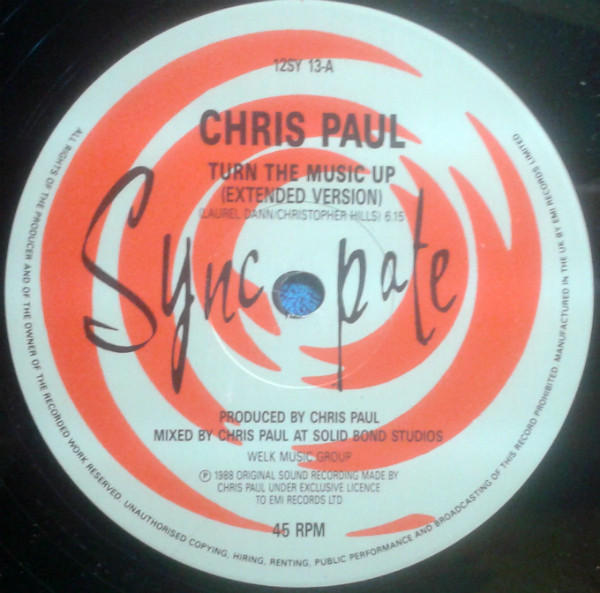 12SY 13-A
CHRIS PAUL
TURN THE MUSIC UP
(EXTENDED VERSION)
(LAUREL DANN/CHRISTOPHER HILLS) 6.15
Sync pate
PRODUCED BY CHRIS PAUL
MIXED BY CHRIS PAUL AT SOLID BOND STUDIOS
WELK MUSIC GROUP
℗ 1988 ORIGINAL SOUND RECORDING MADE BY
CHRIS PAUL UNDER EXCLUSIVE LICENCE
TO EMI RECORDS LTD
45 RPM
ALL RIGHTS OF THE PRODUCER AND OF THE OWNER OF THE RECORDED WORK RESERVED. UNAUTHORISED COPYING, HIRING, RENTING, PUBLIC PERFORMANCE AND BROADCASTING OF THIS RECORD PROHIBITED. MANUFACTURED IN THE UK BY EMI RECORDS LIMITED